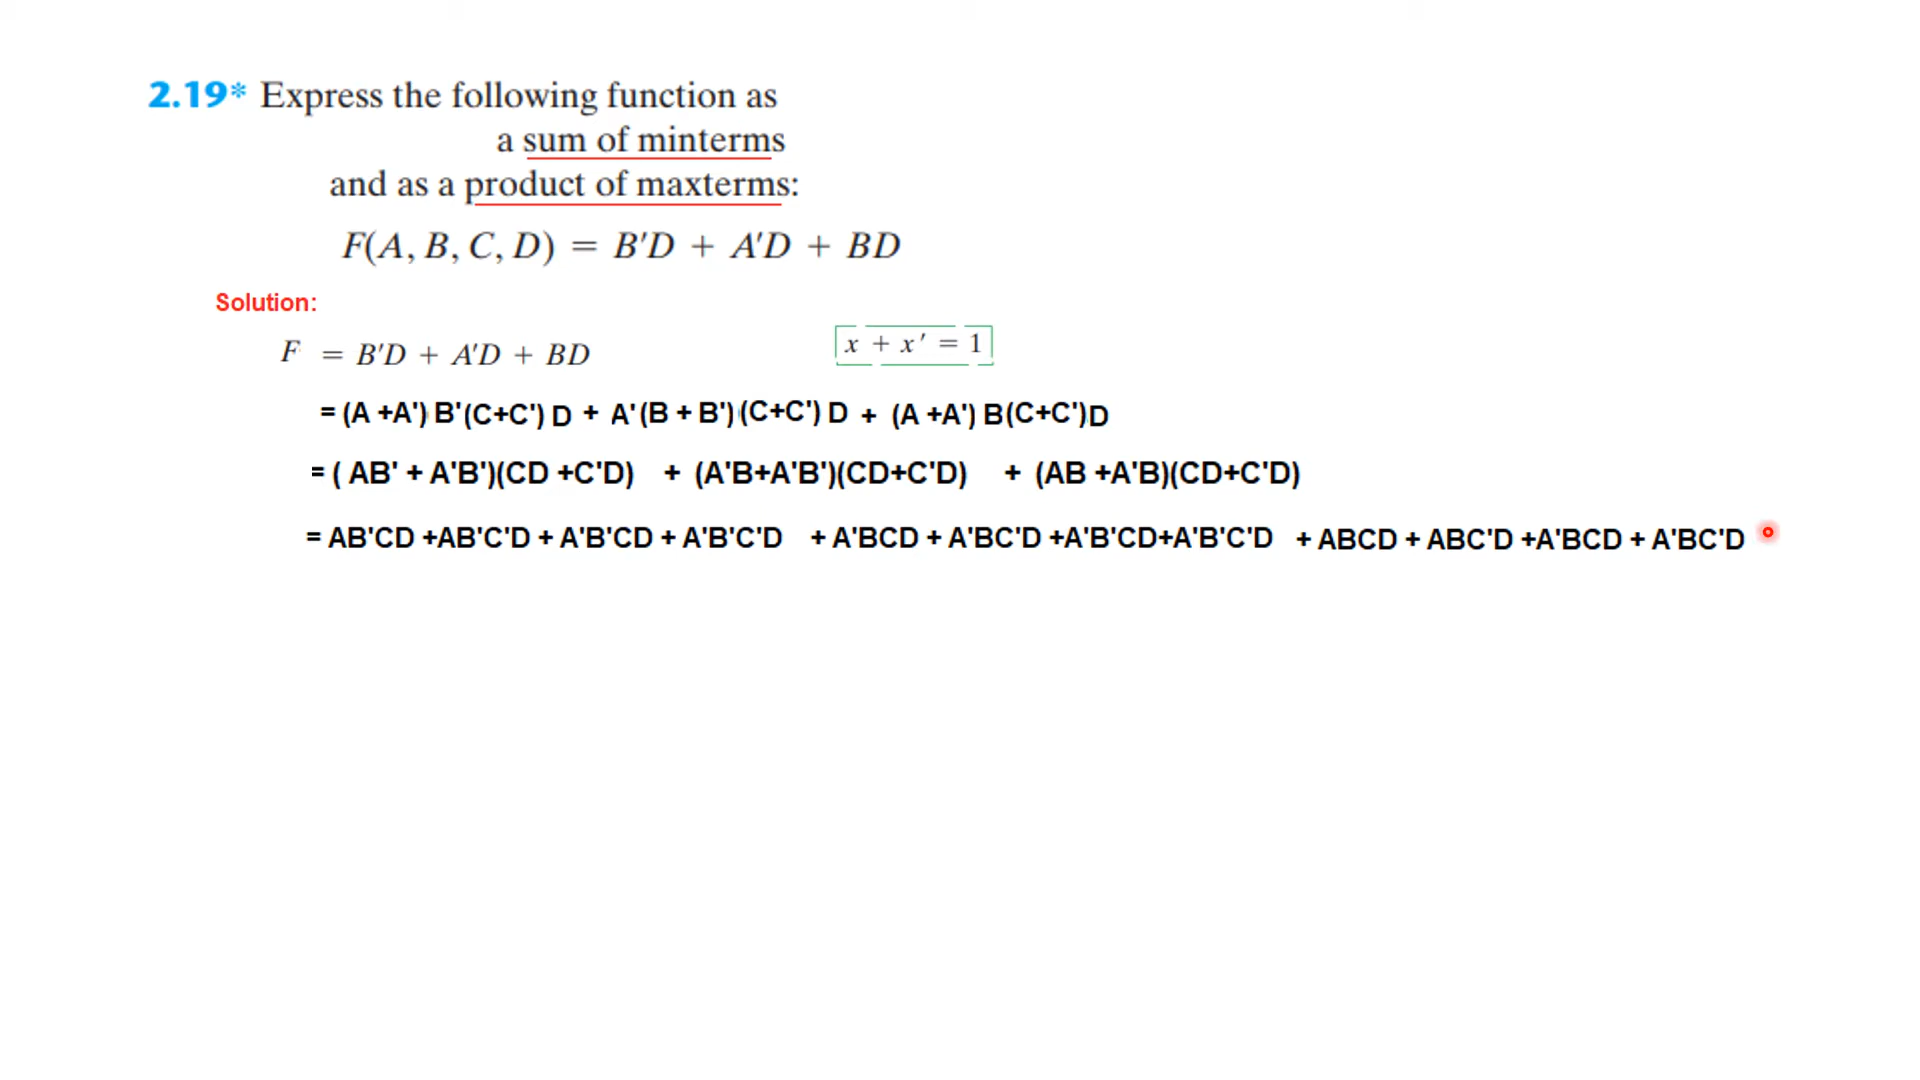 2.19* Express the following function as
a sum of minterms
and as a product of maxterms:
F(A, B, C, D) = B'D + A'D + BD
Solution:
F = B'D + A'D + BD
x + x' = 1
= (A +A') B'(C+C') D + A'(B + B')(C+C') D + (A +A') B(C+C')D
= ( AB' + A'B')(CD +C'D) + (A'B+A'B')(CD+C'D) + (AB +A'B)(CD+C'D)
= AB'CD +AB'C'D + A'B'CD + A'B'C'D + A'BCD + A'BC'D +A'B'CD+A'B'C'D + ABCD + ABC'D +A'BCD + A'BC'D